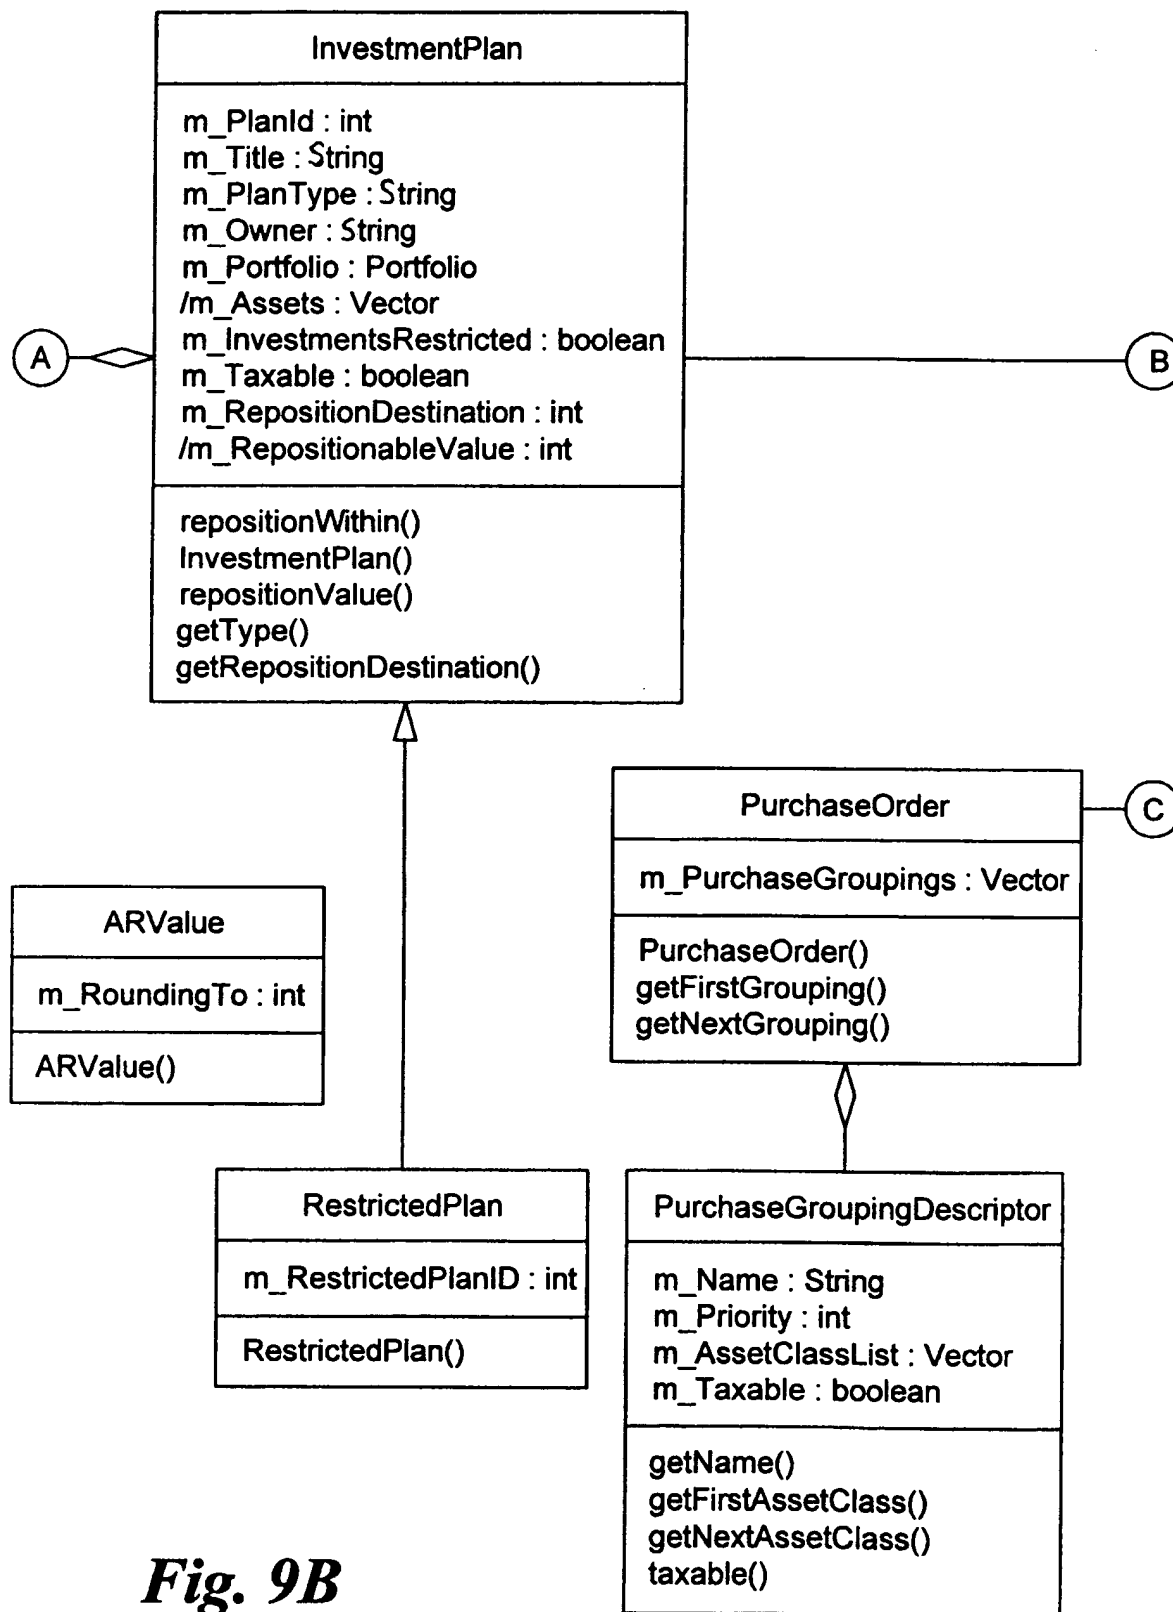 InvestmentPlan
m_PlanId : int
m_Title : String
m_PlanType : String
m_Owner : String
m_Portfolio : Portfolio
/m_Assets : Vector
m_InvestmentsRestricted : boolean
m_Taxable : boolean
m_RepositionDestination : int
/m_RepositionableValue : int
A
B
repositionWithin()
InvestmentPlan()
repositionValue()
getType()
getRepositionDestination()
PurchaseOrder
C
m_PurchaseGroupings : Vector
PurchaseOrder()
getFirstGrouping()
getNextGrouping()
ARValue
m_RoundingTo : int
ARValue()
RestrictedPlan
m_RestrictedPlanID : int
RestrictedPlan()
PurchaseGroupingDescriptor
m_Name : String
m_Priority : int
m_AssetClassList : Vector
m_Taxable : boolean
getName()
getFirstAssetClass()
getNextAssetClass()
taxable()
Fig. 9B